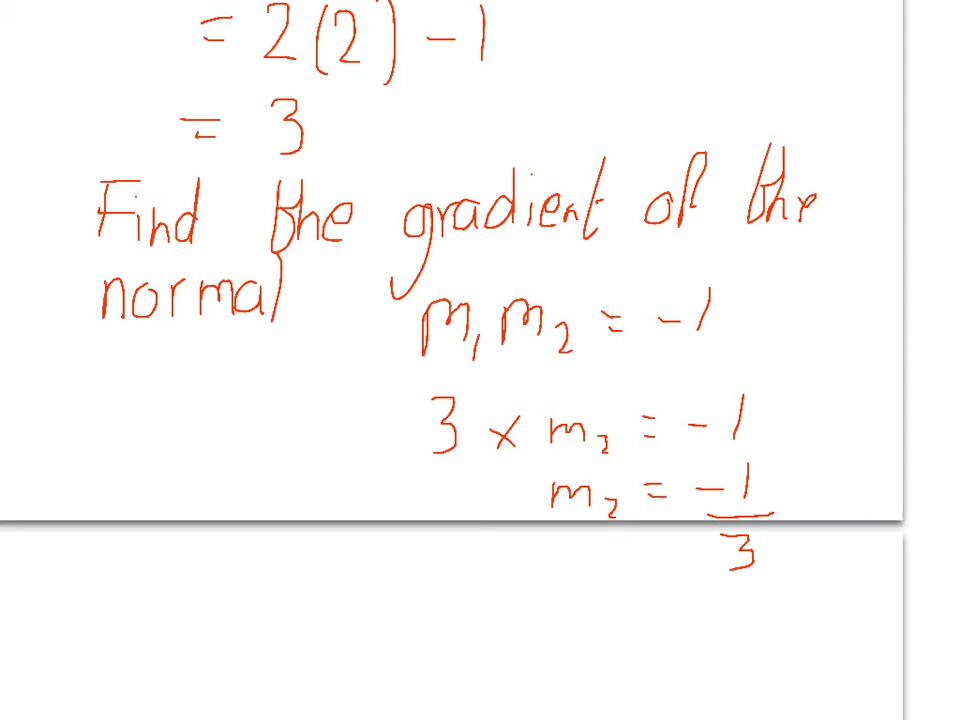 = 2(2) - 1
= 3
Find the gradient of the
normal
m₁m₂ = -1
3 × m₂ = -1
m₂ = -1/3